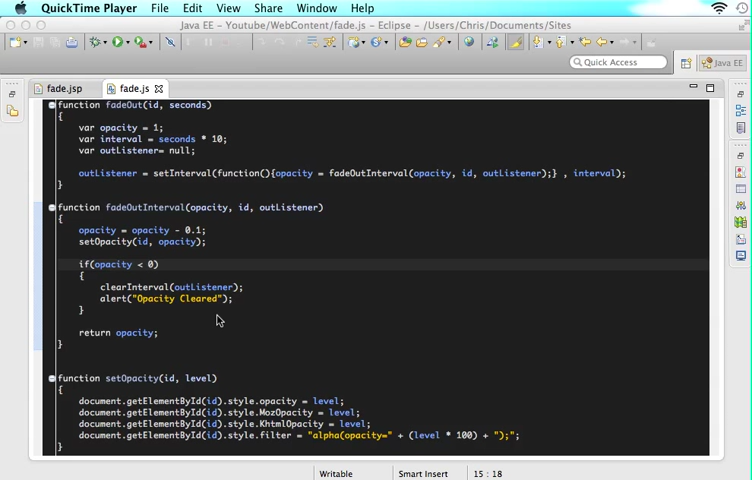 QuickTime Player File Edit View Share Window Help
Java EE - Youtube/WebContent/fade.js - Eclipse - /Users/Chris/Documents/Sites
Quick Access Java EE
fade.jsp fade.js
function fadeOut(id, seconds)
{
var opacity = 1;
var interval = seconds * 10;
var outListener= null;
outListener = setInterval(function(){opacity = fadeOutInterval(opacity, id, outListener);} , interval);
}
function fadeOutInterval(opacity, id, outListener)
{
opacity = opacity - 0.1;
setOpacity(id, opacity);
if(opacity < 0)
{
clearInterval(outListener);
alert("Opacity Cleared");
}
return opacity;
}
function setOpacity(id, level)
{
document.getElementById(id).style.opacity = level;
document.getElementById(id).style.MozOpacity = level;
document.getElementById(id).style.KhtmlOpacity = level;
document.getElementById(id).style.filter = "alpha(opacity=" + (level * 100) + ");";
}
Writable Smart Insert 15 : 18